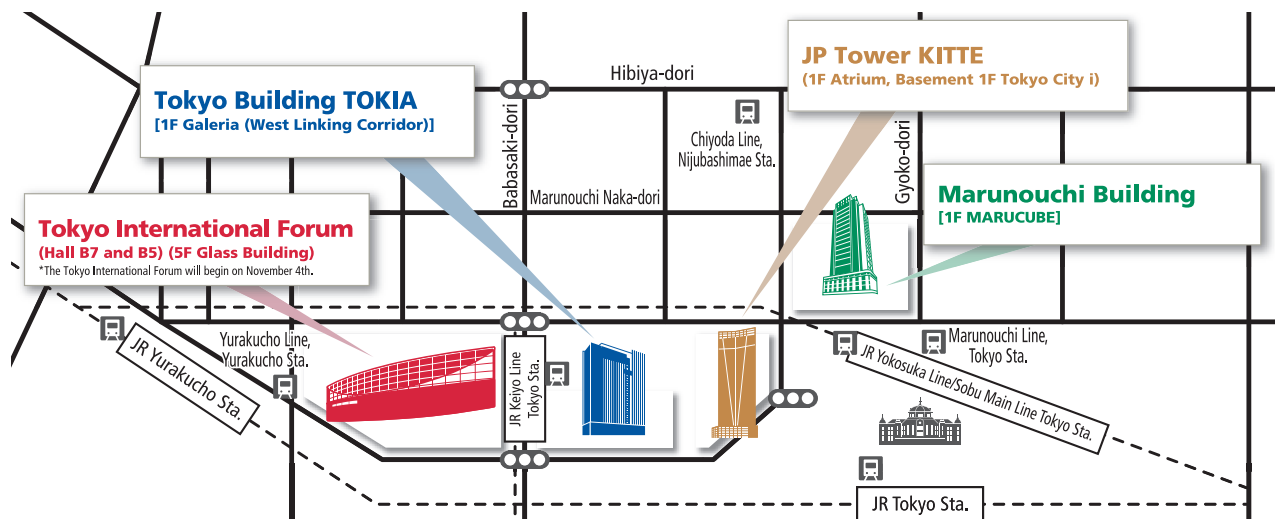 JP Tower KITTE
(1F Atrium, Basement 1F Tokyo City i)
Hibiya-dori
Tokyo Building TOKIA
[1F Galeria (West Linking Corridor)]
Babasaki-dori
Chiyoda Line,
Nijubashimae Sta.
Gyoko-dori
Marunouchi Naka-dori
Marunouchi Building
[1F MARUCUBE]
Tokyo International Forum
(Hall B7 and B5) (5F Glass Building)
*The Tokyo International Forum will begin on November 4th.
JR Yurakucho Sta.
Yurakucho Line,
Yurakucho Sta.
JR Keiyo Line
Tokyo Sta.
Marunouchi Line,
Tokyo Sta.
JR Yokosuka Line/Sobu Main Line Tokyo Sta.
JR Tokyo Sta.